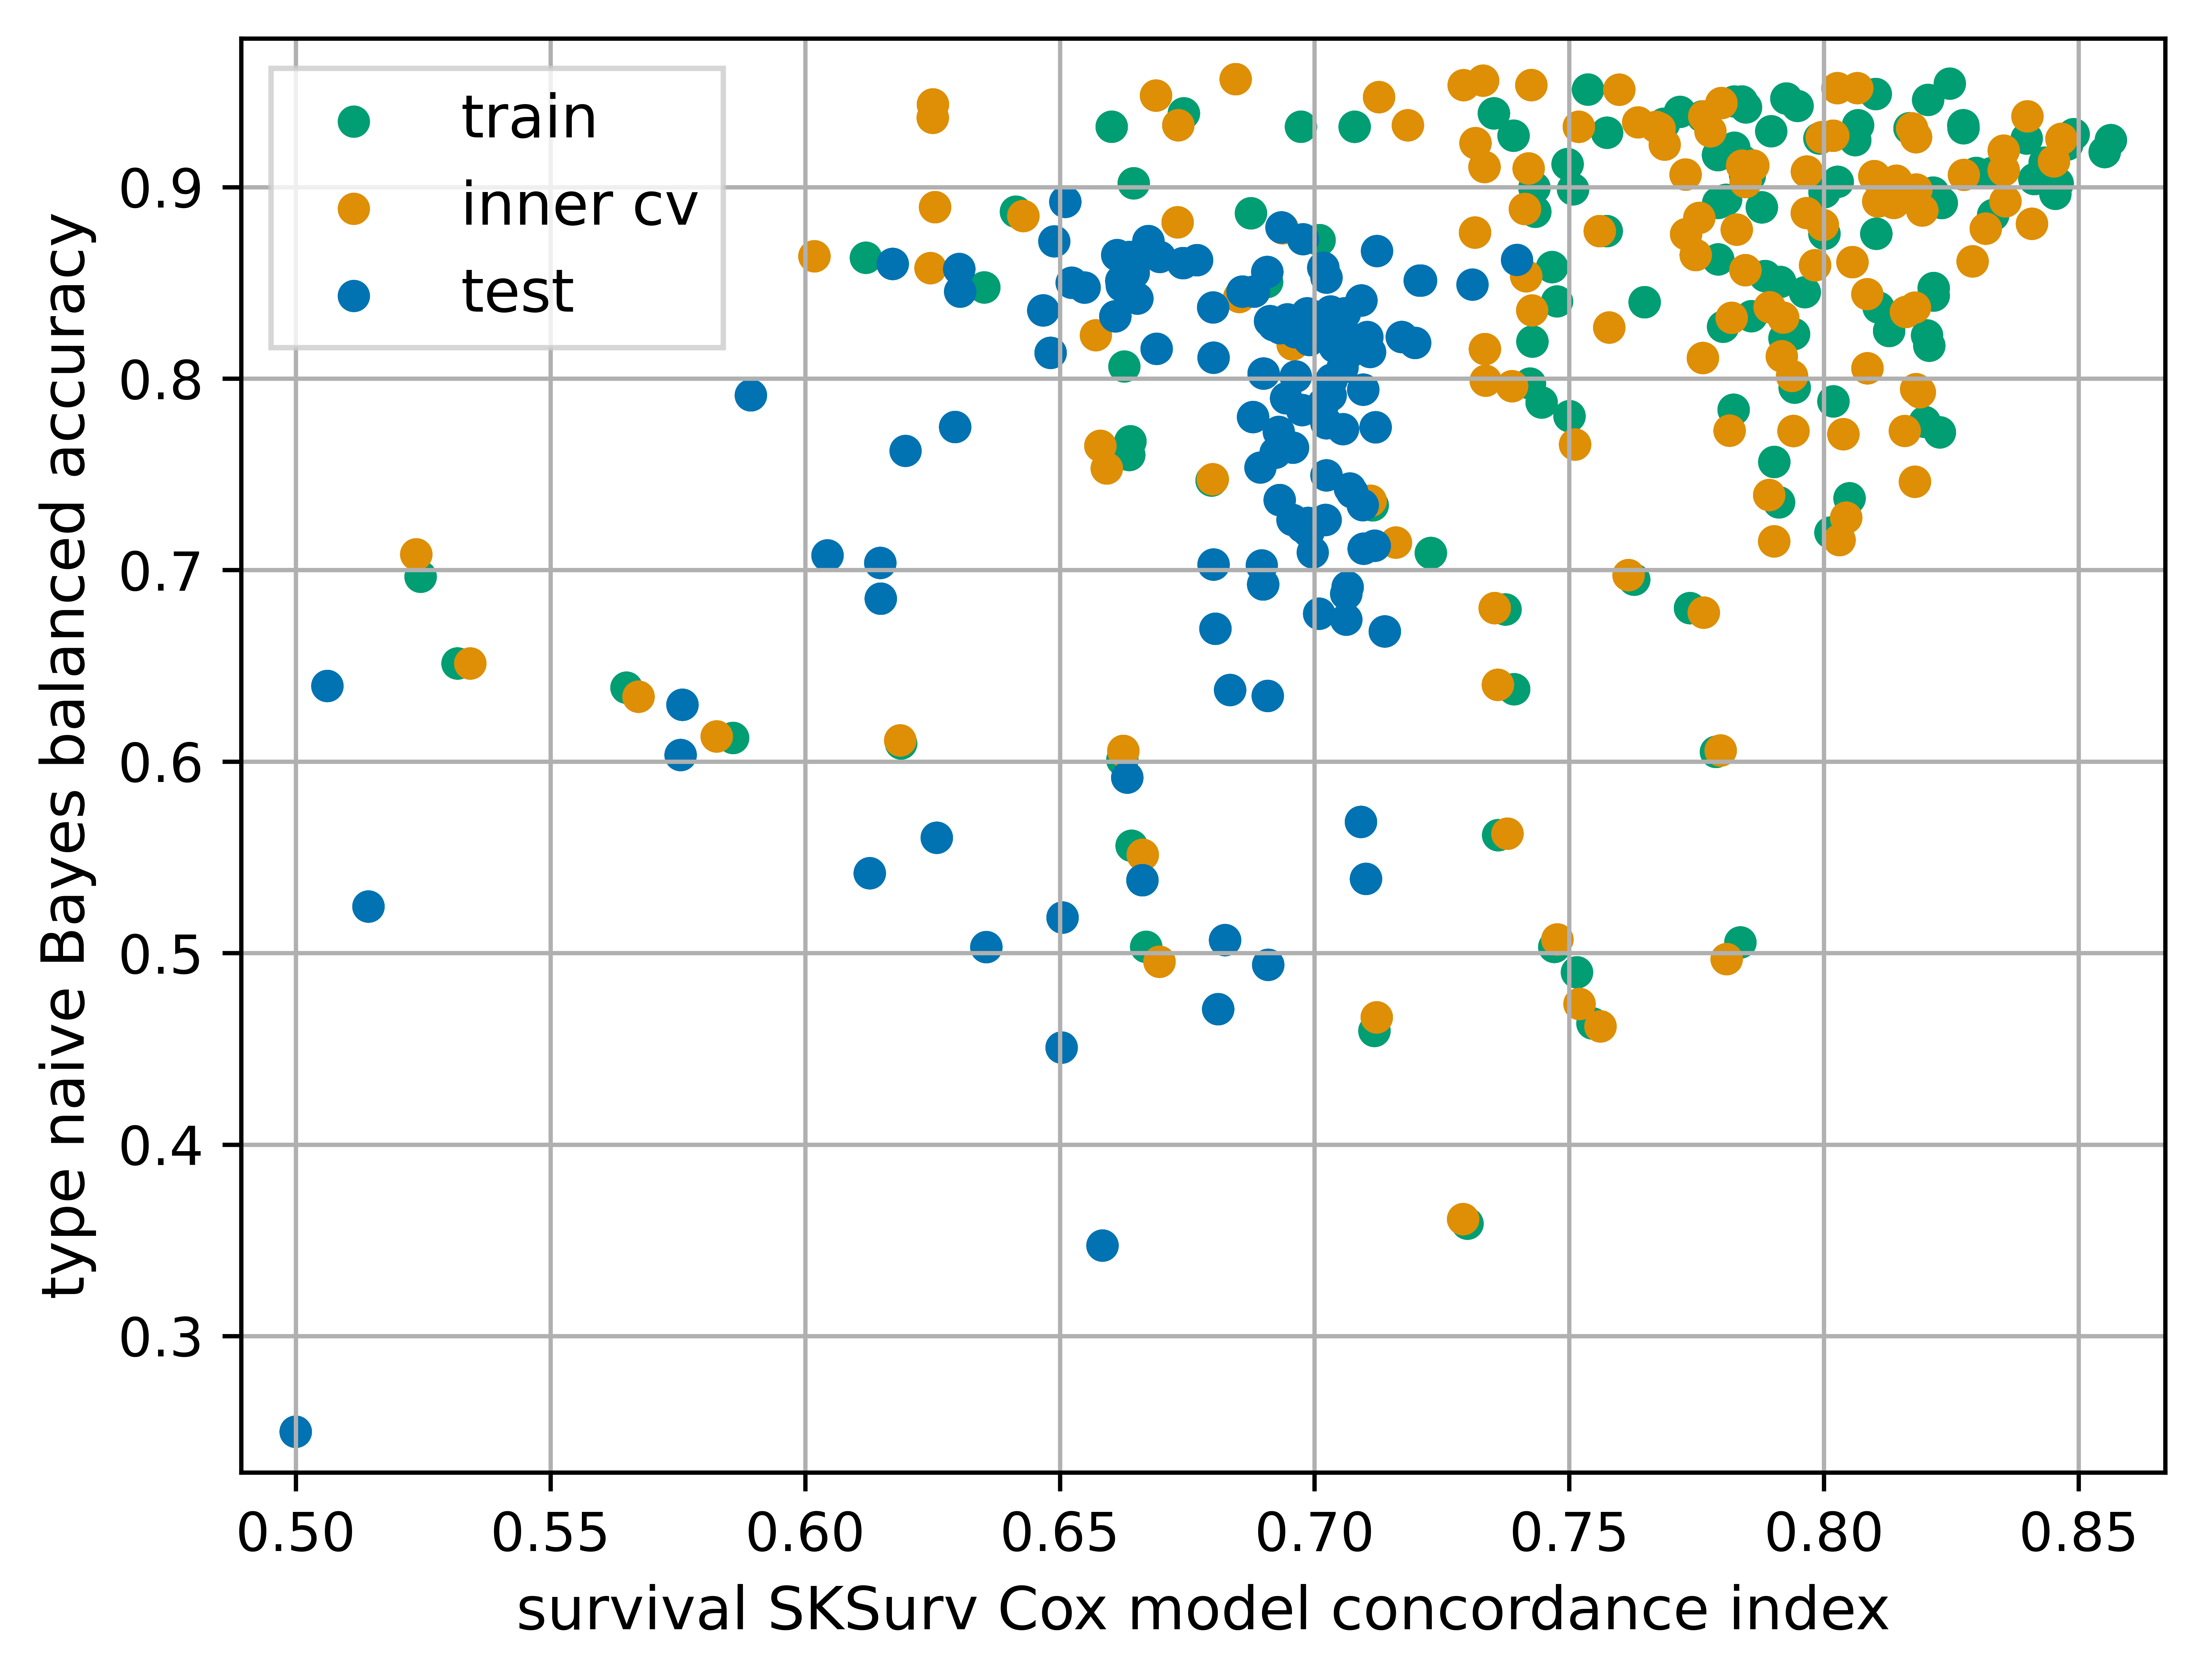 train
inner cv
test
type naive Bayes balanced accuracy
0.9
0.8
0.7
0.6
0.5
0.4
0.3
0.50 0.55 0.60 0.65 0.70 0.75 0.80 0.85
survival SKSurv Cox model concordance index